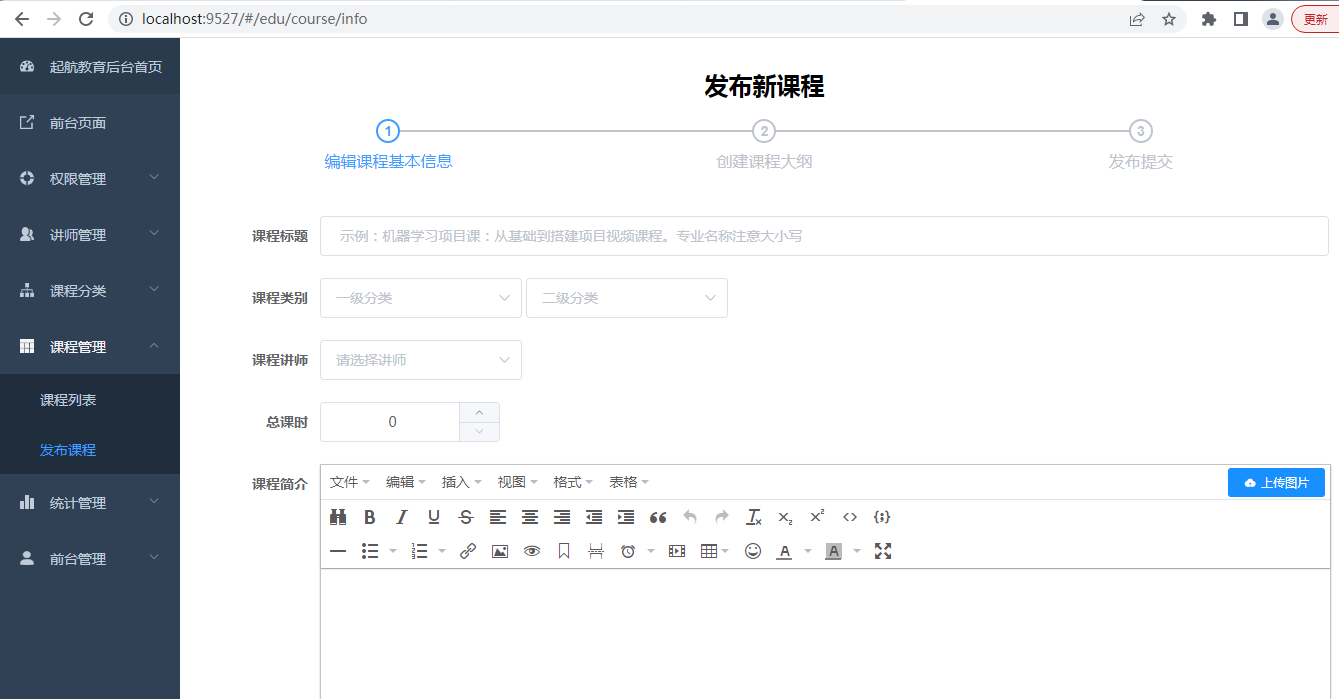 localhost:9527/#/edu/course/info
更新
起航教育后台首页
前台页面
权限管理
讲师管理
课程分类
课程管理
课程列表
发布课程
统计管理
前台管理
发布新课程
1
2
3
编辑课程基本信息
创建课程大纲
发布提交
课程标题
示例：机器学习项目课：从基础到搭建项目视频课程。专业名称注意大小写
课程类别
一级分类
二级分类
课程讲师
请选择讲师
总课时
0
课程简介
文件 编辑 插入 视图 格式 表格
上传图片